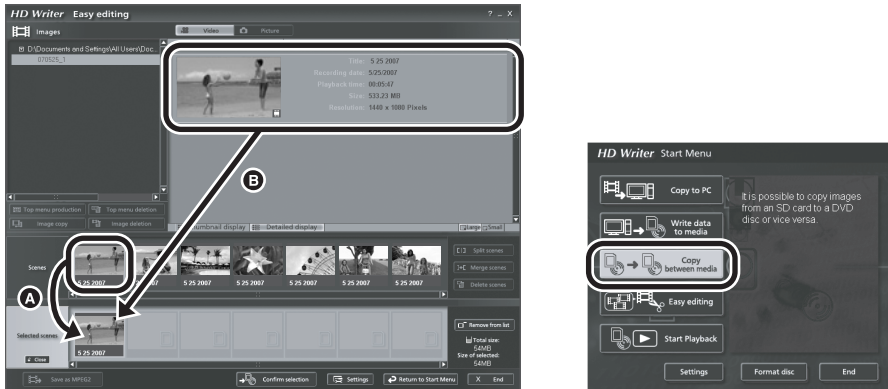 HD Writer Easy editing
? _ X
Images
Video
Picture
D:\Documents and Settings\All Users\Doc..
070525_1
Title: 5 25 2007
Recording date: 5/25/2007
Playback time: 00:05:47
Size: 533.23 MB
Resolution: 1440 x 1080 Pixels
B
Top menu production
Top menu deletion
Image copy
Image deletion
Thumbnail display
Detailed display
Large
Small
Scenes
5 25 2007
5 25 2007
5 25 2007
5 25 2007
5 25 2007
5 25 2007
5 25 2007
Split scenes
Merge scenes
Delete scenes
A
Selected scenes
Close
5 25 2007
Remove from list
Total size:
54MB
Size of selected:
54MB
Save as MPEG2
Confirm selection
Settings
Return to Start Menu
X End
HD Writer Start Menu
Copy to PC
Write data
to media
Copy
between media
Easy editing
Start Playback
It is possible to copy images
from an SD card to a DVD
disc or vice versa.
Settings
Format disc
End